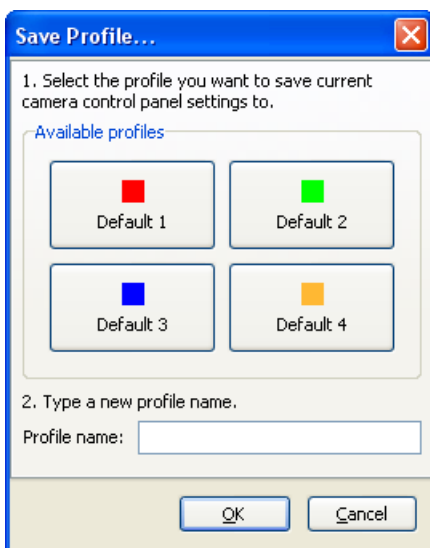 Save Profile...
1. Select the profile you want to save current
camera control panel settings to.
Available profiles
Default 1
Default 2
Default 3
Default 4
2. Type a new profile name.
Profile name:
OK
Cancel